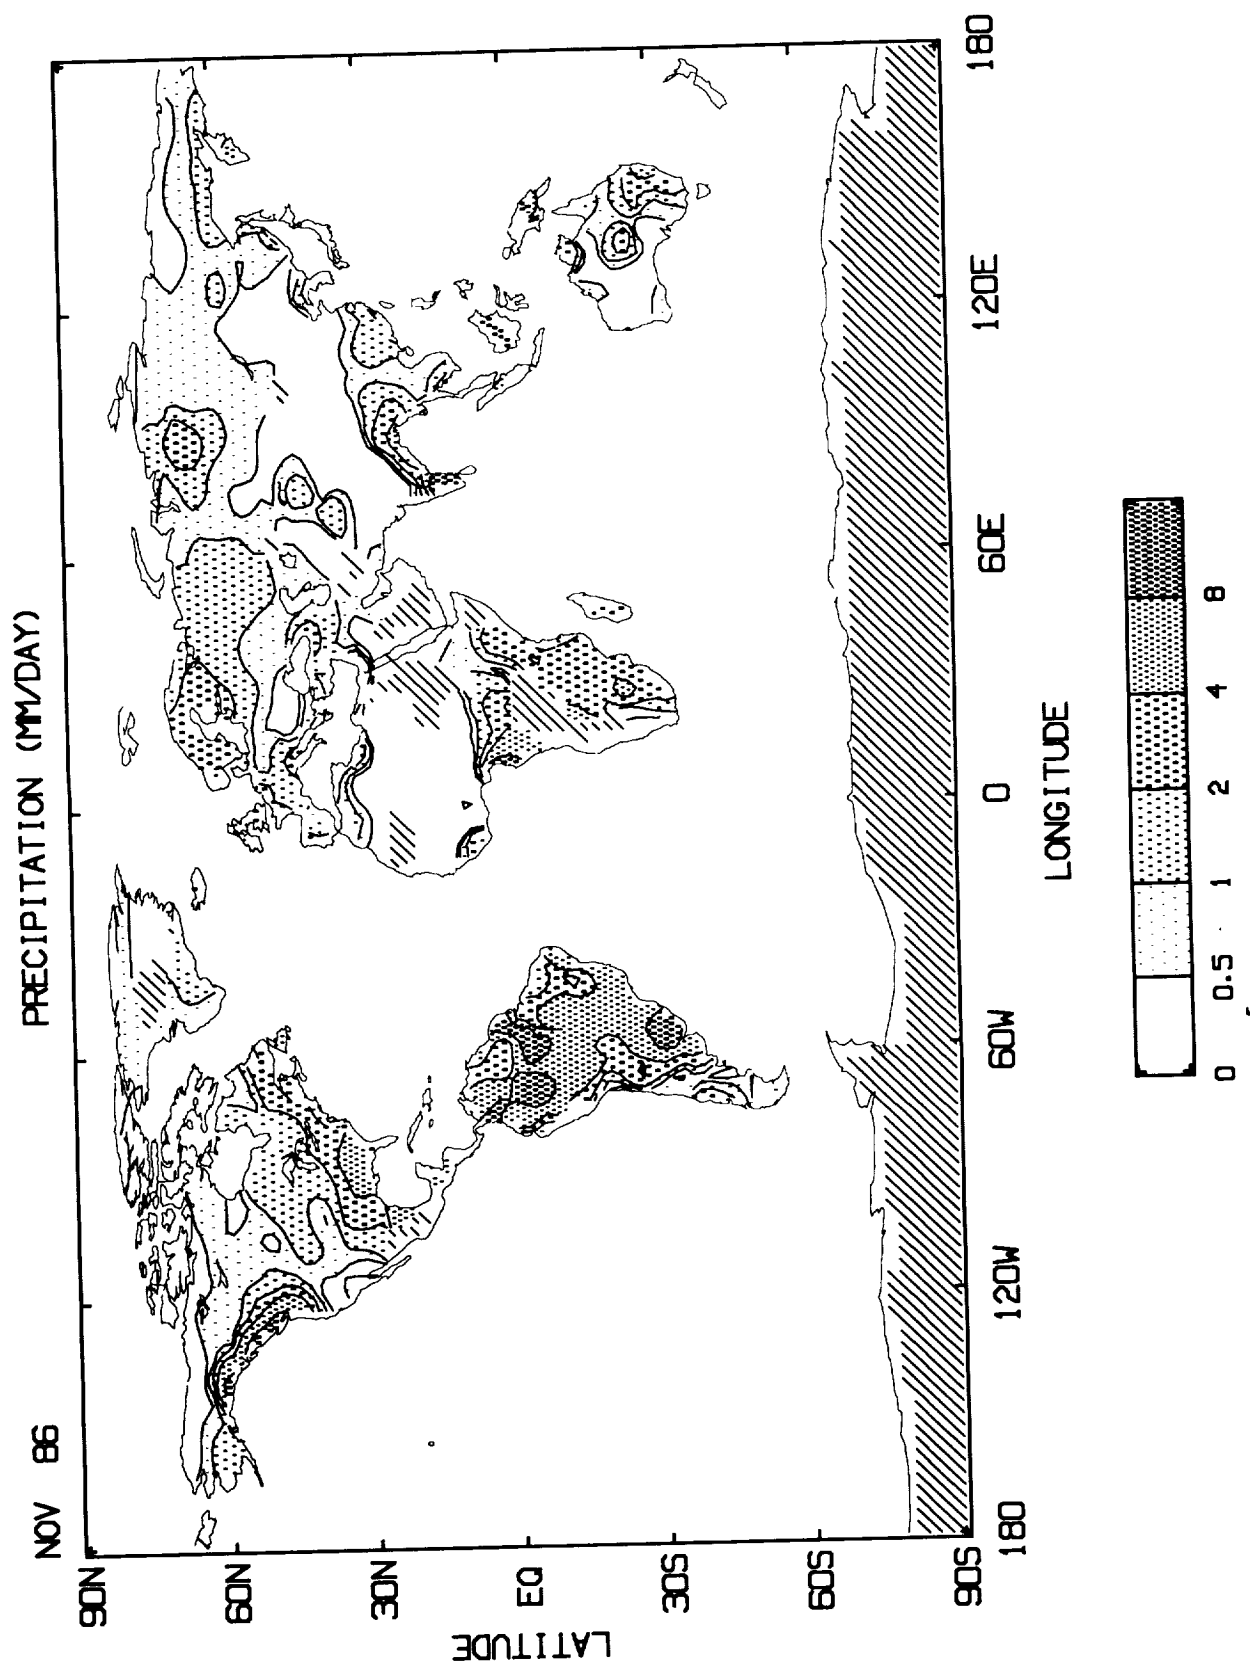 NOV 86
PRECIPITATION (MM/DAY)
90N
60N
30N
EQ
30S
60S
90S
LATITUDE
180 120W 60W 0 60E 120E 180
LONGITUDE
0 0.5 1 2 4 8